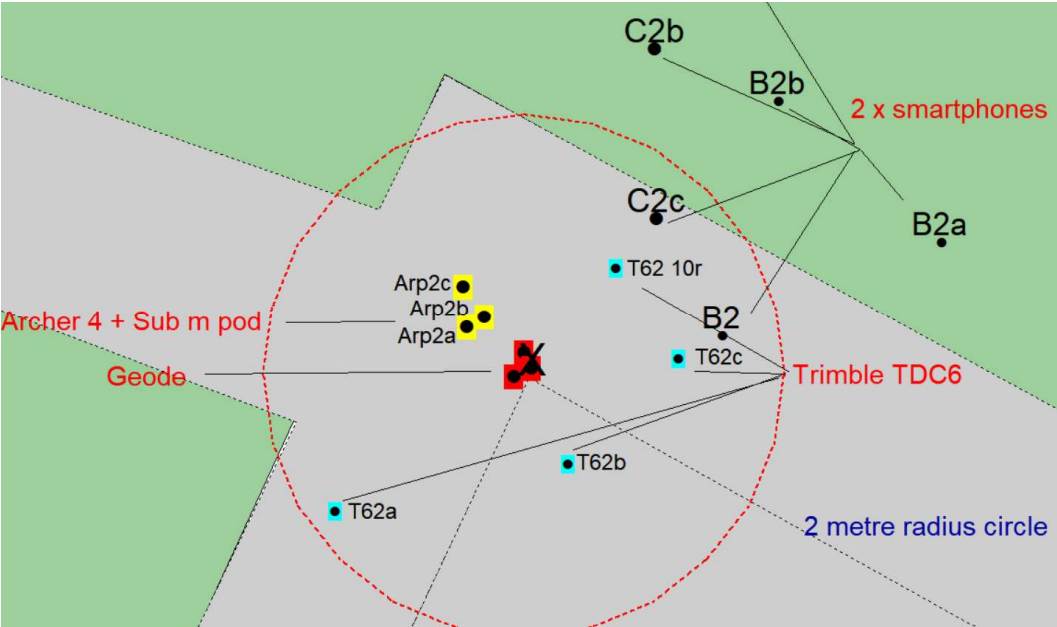 C2b
B2b
2 x smartphones
C2c
B2a
T62 10r
Arp2c
Arp2b
B2
Archer 4 + Sub m pod
Arp2a
X
T62c
Geode
Trimble TDC6
T62b
T62a
2 metre radius circle